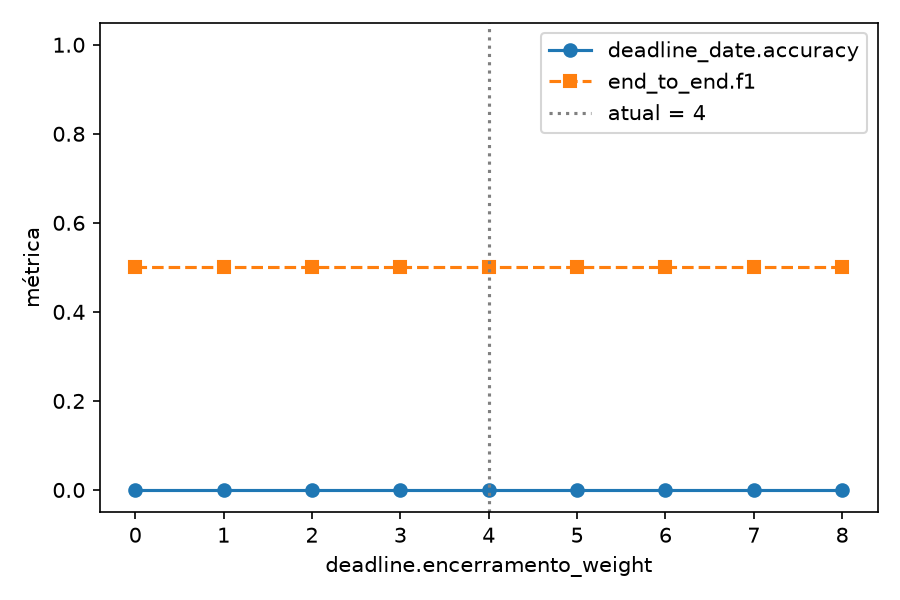 1.0
0.8
0.6
0.4
0.2
0.0
métrica
deadline_date.accuracy
end_to_end.f1
atual = 4
0 1 2 3 4 5 6 7 8
deadline.encerramento_weight